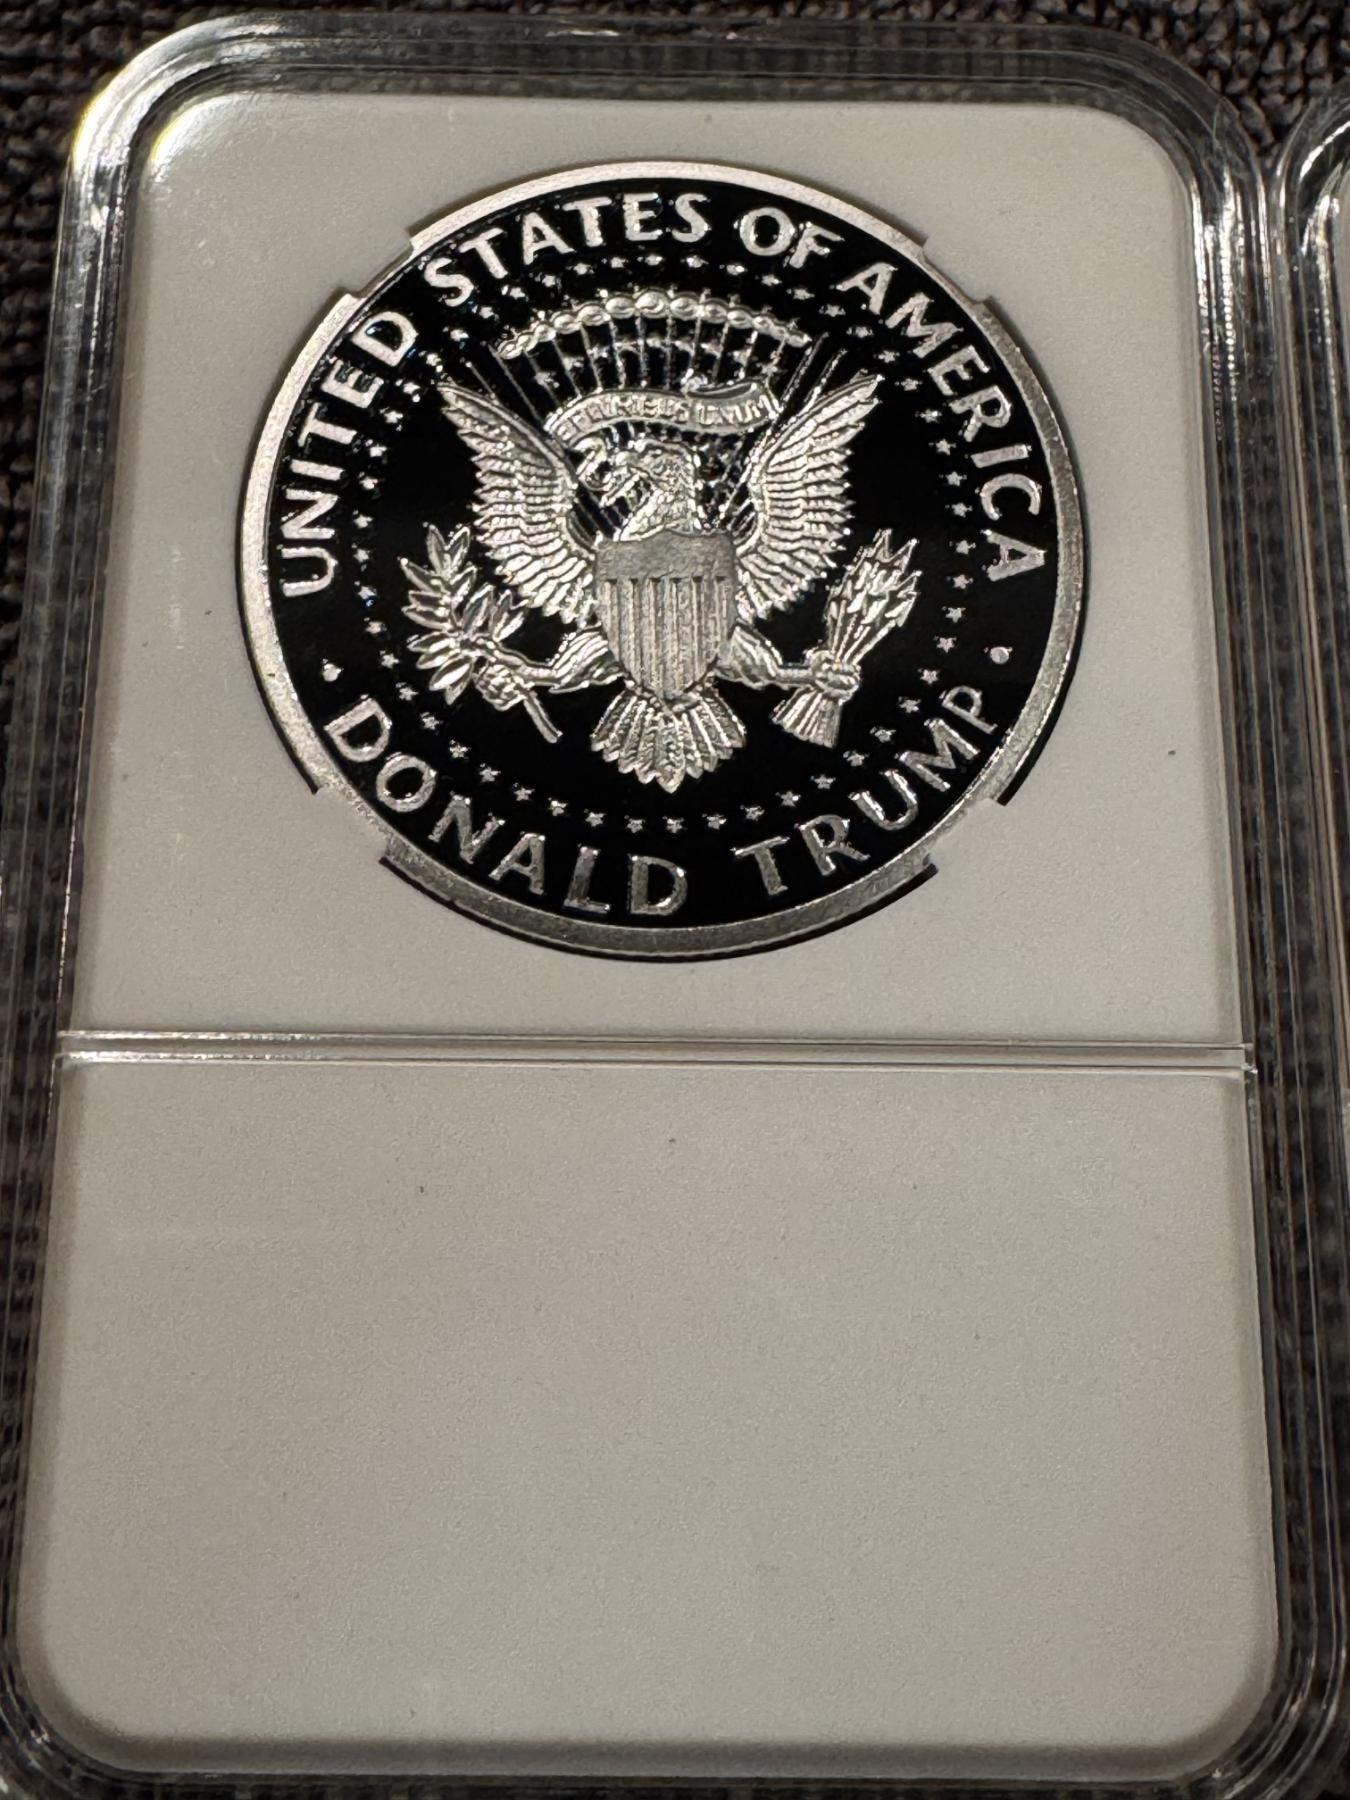 UNITED STATES OF AMERICA
• DONALD TRUMP •